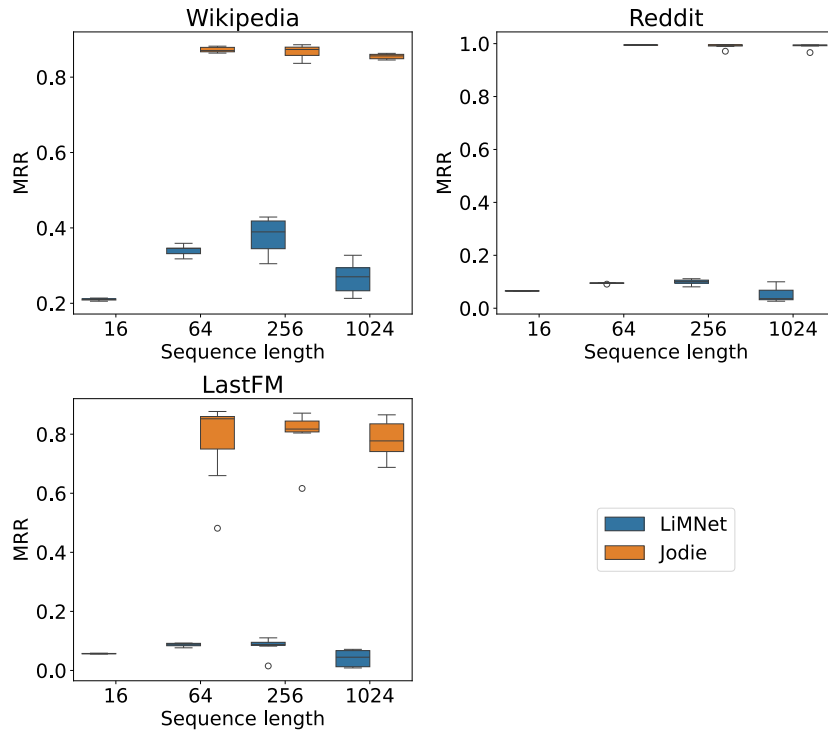 Wikipedia
MRR
0.8
0.6
0.4
0.2
16 64 256 1024
Sequence length
Reddit
MRR
1.0
0.8
0.6
0.4
0.2
0.0
16 64 256 1024
Sequence length
LastFM
MRR
0.8
0.6
0.4
0.2
0.0
16 64 256 1024
Sequence length
LiMNet
Jodie